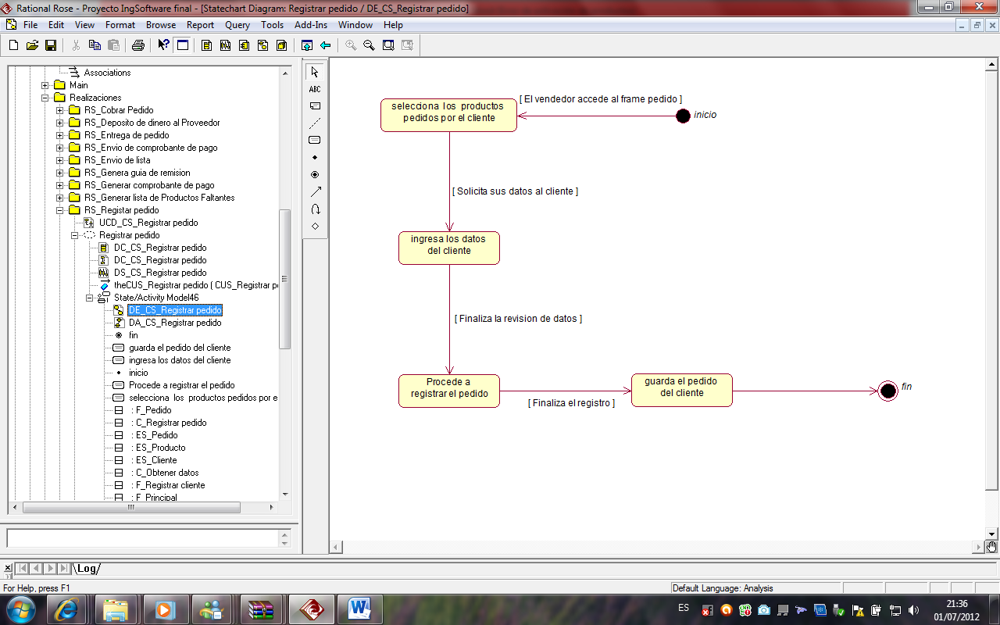 Rational Rose - Proyecto IngSoftware final - [Statechart Diagram: Registrar pedido / DE_CS_Registrar pedido]
File Edit View Format Browse Report Query Tools Add-Ins Window Help
ABC
Associations
Main
Realizaciones
RS_Cobrar Pedido
RS_Deposito de dinero al Proveedor
RS_Entrega de pedido
RS_Envio de comprobante de pago
RS_Envio de lista
RS_Genera guia de remision
RS_Generar comprobante de pago
RS_Generar lista de Productos Faltantes
RS_Registar pedido
UCD_CS_Registrar pedido
Registrar pedido
DC_CS_Registrar pedido
DC_CS_Registrar pedido
DS_CS_Registrar pedido
theCUS_Registrar pedido ( CUS_Registrar pe
State/Activity Model46
DE_CS_Registrar pedido
DA_CS_Registrar pedido
fin
guarda el pedido del cliente
ingresa los datos del cliente
inicio
Procede a registrar el pedido
selecciona los productos pedidos por e
: F_Pedido
: C_Registrar pedido
: ES_Pedido
: ES_Producto
: ES_Cliente
: C_Obtener datos
: F_Registrar cliente
: F_Principal
selecciona los productos
pedidos por el cliente
[ El vendedor accede al frame pedido ]
inicio
[ Solicita sus datos al cliente ]
ingresa los datos
del cliente
[ Finaliza la revision de datos ]
Procede a
registrar el pedido
[ Finaliza el registro ]
guarda el pedido
del cliente
fin
Log
For Help, press F1
Default Language: Analysis
ES
21:36
01/07/2012